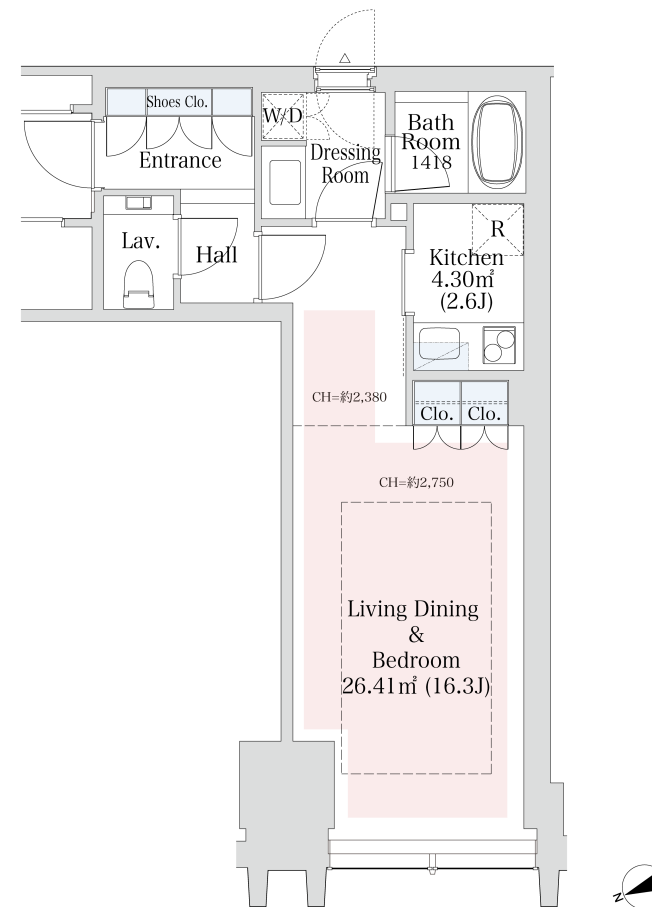 Shoes Clo.
Entrance
W/D
Dressing
Room
Bath
Room
1418
Lav.
Hall
R
Kitchen
4.30㎡
(2.6J)
CH=約2,380
Clo.
Clo.
CH=約2,750
Living Dining
&
Bedroom
26.41㎡ (16.3J)
N